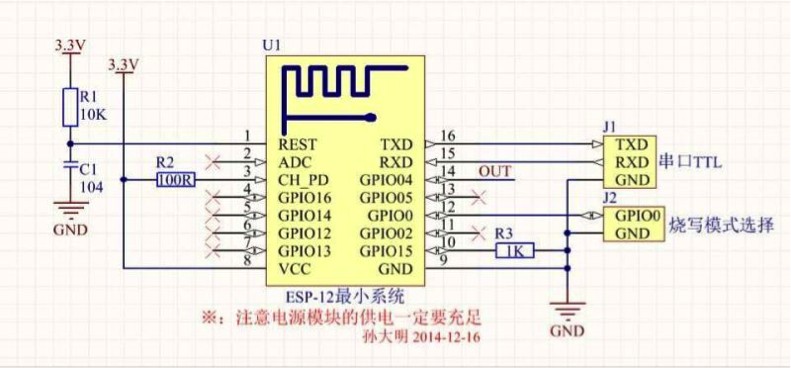 3.3V
3.3V
R1
10K
C1
104
GND
R2
100R
U1
1 REST
2 ADC
3 CH_PD
4 GPIO16
5 GPIO14
6 GPIO12
7 GPIO13
8 VCC
TXD 16
RXD 15
GPIO04 14
OUT
GPIO05 13
GPIO0 12
GPIO02 11
GPIO15 10
GND 9
R3
1K
J1
TXD
RXD
GND
串口TTL
J2
GPIO0
GND
烧写模式选择
GND
ESP-12最小系统
※：注意电源模块的供电一定要充足
孙大明 2014-12-16